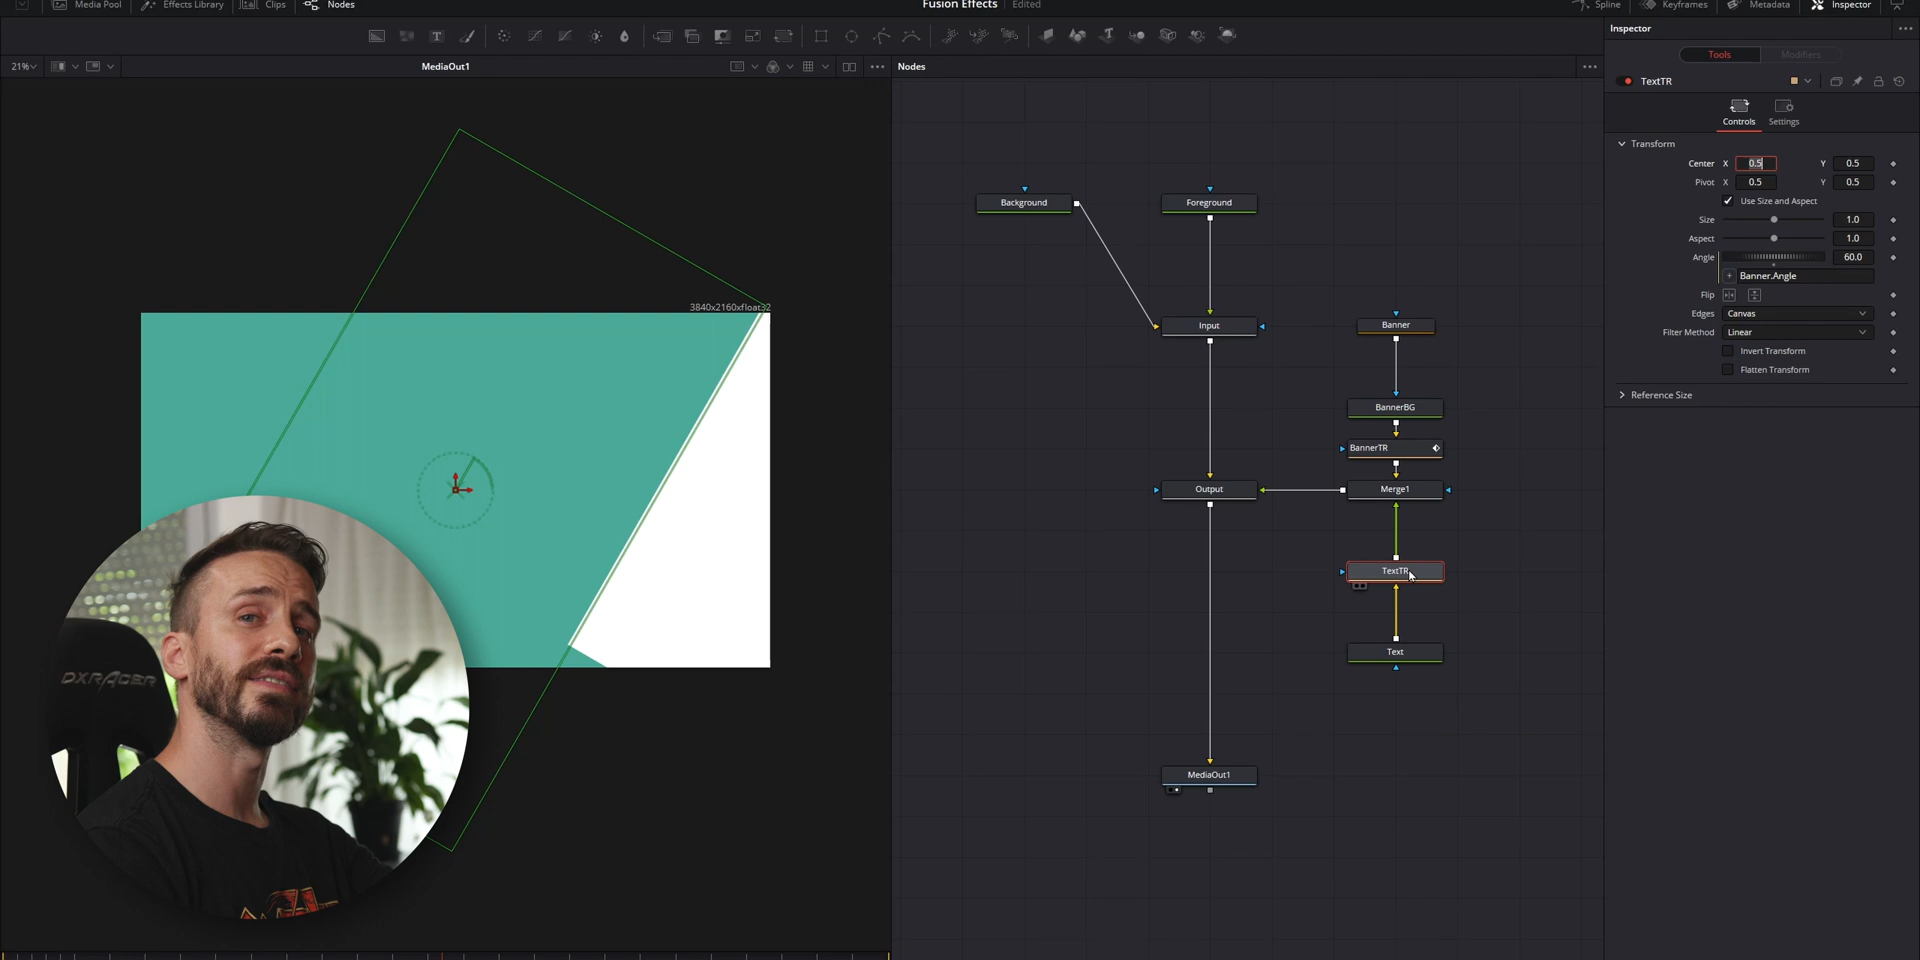 Media Pool
Effects Library
Clips
Nodes
Fusion Effects
Edited
Spline
Keyframes
Metadata
Inspector
Inspector
21%
MediaOut1
Nodes
Tools
Modifiers
TextTR
Controls
Settings
Transform
Center X 0.5 Y 0.5
Pivot X 0.5 Y 0.5
Use Size and Aspect
Size 1.0
Aspect 1.0
Angle 60.0
Banner.Angle
Flip
Edges Canvas
Filter Method Linear
Invert Transform
Flatten Transform
Reference Size
3840x2160xfloat32
Background
Foreground
Input
Banner
BannerBG
BannerTR
Output
Merge1
TextTR
Text
MediaOut1
DXRACER